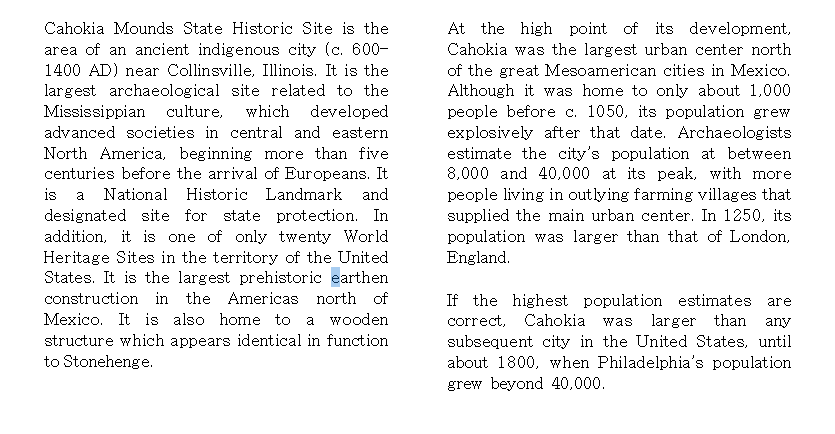 Cahokia Mounds State Historic Site is the
area of an ancient indigenous city (c. 600–
1400 AD) near Collinsville, Illinois. It is the
largest archaeological site related to the
Mississippian culture, which developed
advanced societies in central and eastern
North America, beginning more than five
centuries before the arrival of Europeans. It
is a National Historic Landmark and
designated site for state protection. In
addition, it is one of only twenty World
Heritage Sites in the territory of the United
States. It is the largest prehistoric earthen
construction in the Americas north of
Mexico. It is also home to a wooden
structure which appears identical in function
to Stonehenge.
At the high point of its development,
Cahokia was the largest urban center north
of the great Mesoamerican cities in Mexico.
Although it was home to only about 1,000
people before c. 1050, its population grew
explosively after that date. Archaeologists
estimate the city's population at between
8,000 and 40,000 at its peak, with more
people living in outlying farming villages that
supplied the main urban center. In 1250, its
population was larger than that of London,
England.
If the highest population estimates are
correct, Cahokia was larger than any
subsequent city in the United States, until
about 1800, when Philadelphia's population
grew beyond 40,000.